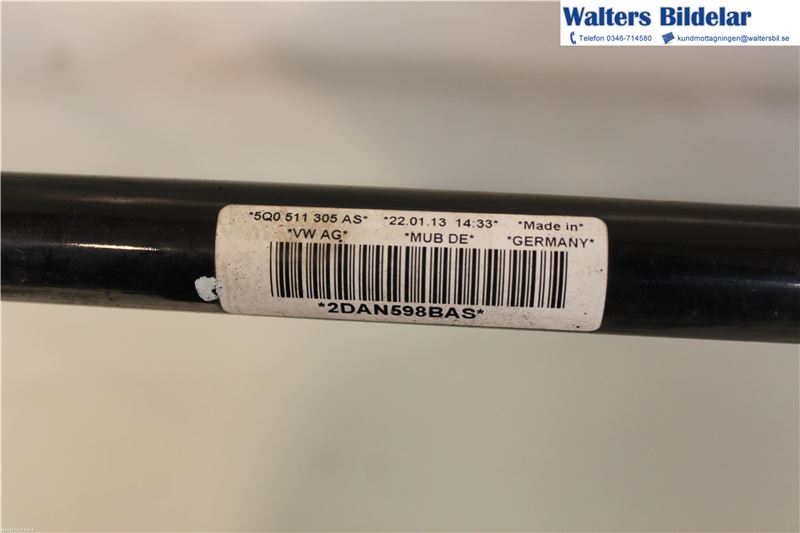 Walters Bildelar
Telefon 0346-714580 kundmottagningen@waltersbil.se
*5Q0 511 305 AS* *22.01.13 14:33* *Made in*
*VW AG* *MUB DE* *GERMANY*
*2DAN598BAS*